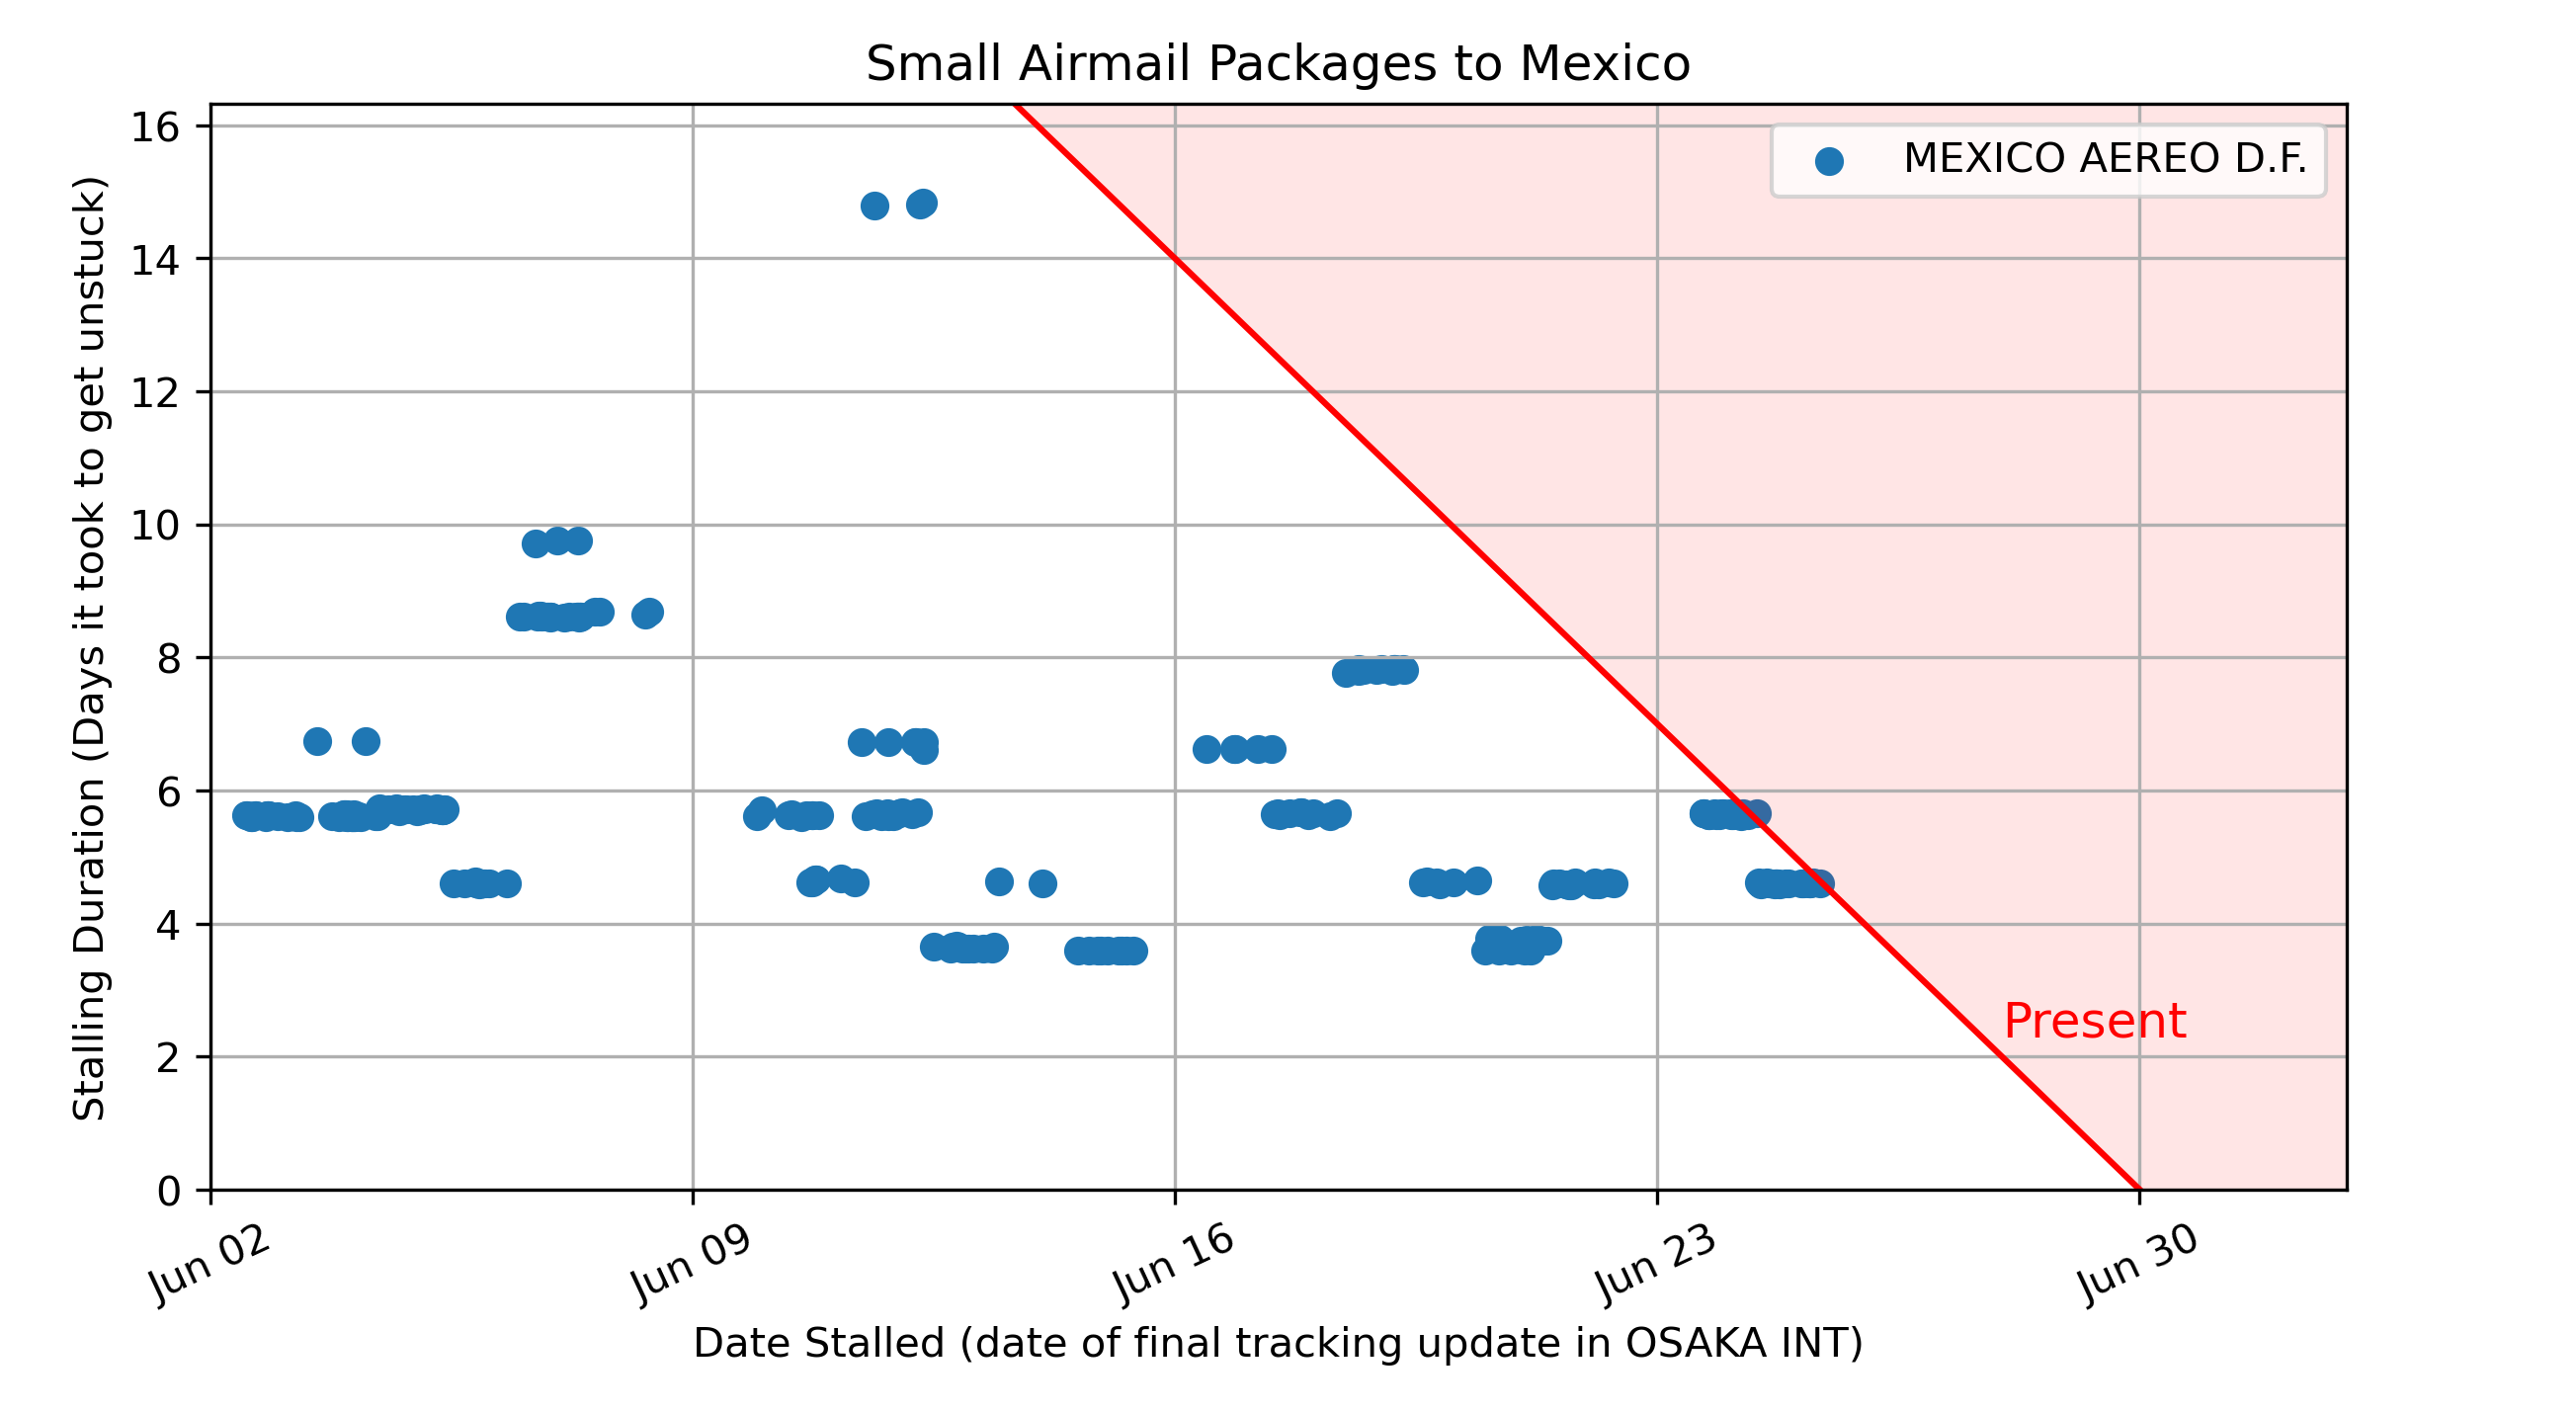 Small Airmail Packages to Mexico
Stalling Duration (Days it took to get unstuck)
16
14
12
10
8
6
4
2
0
MEXICO AEREO D.F.
Present
Jun 02
Jun 09
Jun 16
Jun 23
Jun 30
Date Stalled (date of final tracking update in OSAKA INT)